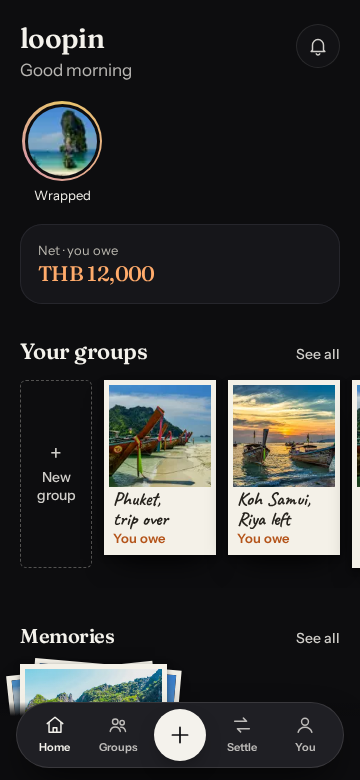 loopin
Good morning
Wrapped
Net · you owe
THB 12,000
Your groups
See all
+
New
group
Phuket,
trip over
You owe
Koh Samui,
Riya left
You owe
Memories
See all
Home
Groups
Settle
You